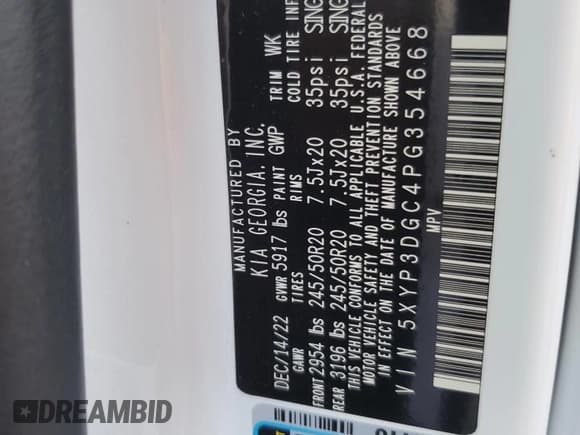 MANUFACTURED BY
KIA GEORGIA, INC.
DEC/14/22 GVWR 5917 lbs PAINT GWP TRIM WK
GAWR TIRES RIMS COLD TIRE INF
FRONT 2954 lbs 245/50R20 7.5Jx20 35psi SING
REAR 3196 lbs 245/50R20 7.5Jx20 35psi SING
THIS VEHICLE CONFORMS TO ALL APPLICABLE U.S.A. FEDERAL
MOTOR VEHICLE SAFETY AND THEFT PREVENTION STANDARDS
IN EFFECT ON THE DATE OF MANUFACTURE SHOWN ABOVE
VIN 5XYP3DGC4PG354668
MPV
DREAMBID